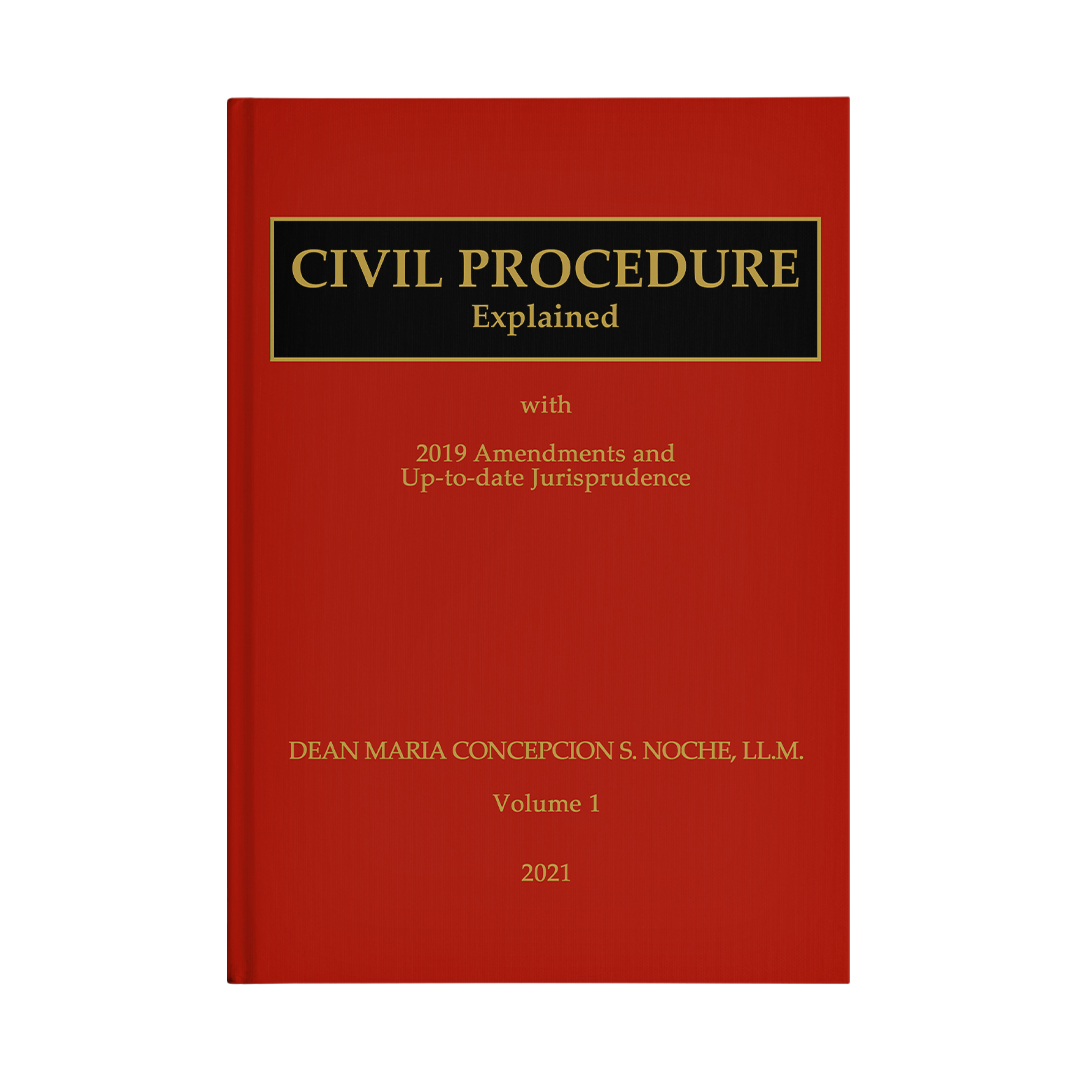 CIVIL PROCEDURE
Explained
with
2019 Amendments and
Up-to-date Jurisprudence
DEAN MARIA CONCEPCION S. NOCHE, LL.M.
Volume 1
2021